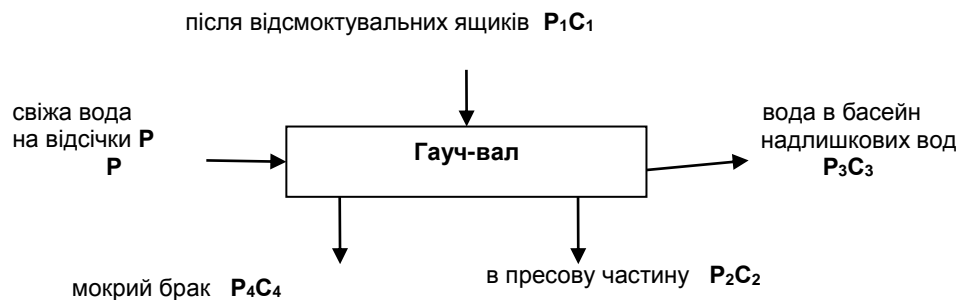 після відсмоктувальних ящиків P₁C₁
свіжа вода
на відсічки P
P
Гауч-вал
вода в басейн
надлишкових вод
P₃C₃
мокрий брак P₄C₄
в пресову частину P₂C₂